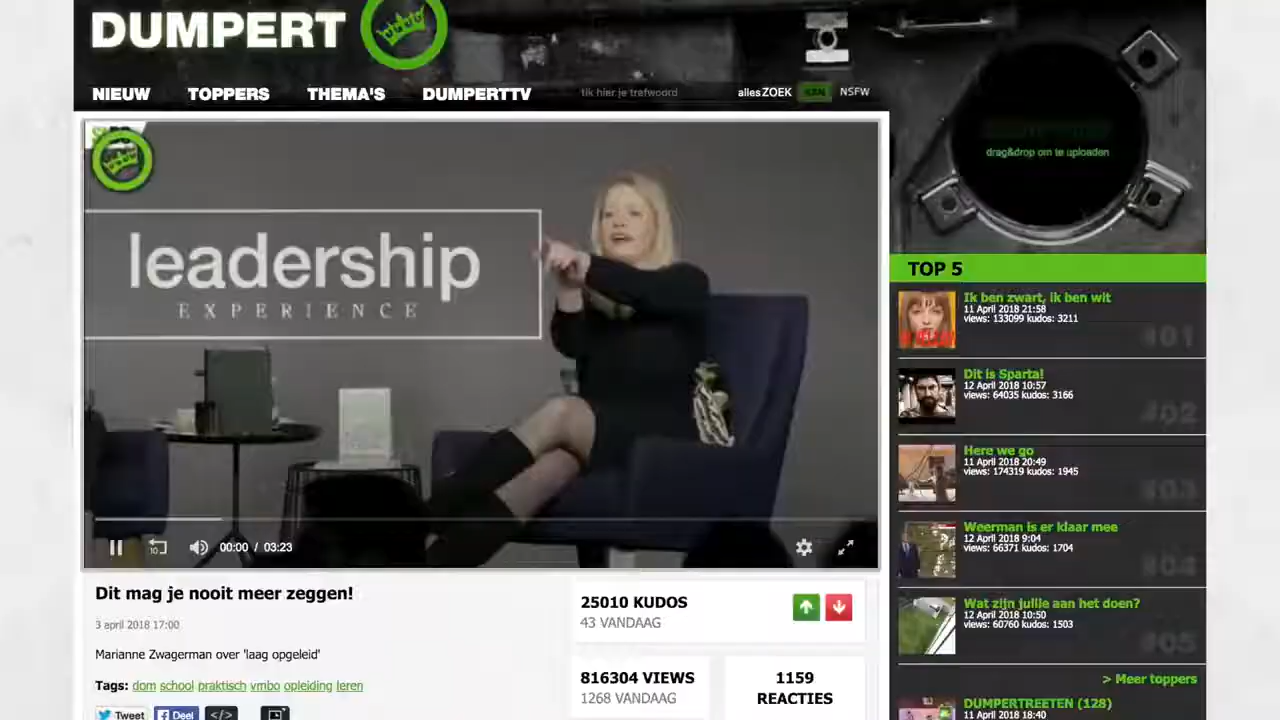 DUMPERT
NIEUW TOPPERS THEMA'S DUMPERTTV
tik hier je trefwoord
allesZOEK AAN NSFW
drag&drop om te uploaden
leadership
EXPERIENCE
00:00 / 03:23
Dit mag je nooit meer zeggen!
3 april 2018 17:00
Marianne Zwagerman over 'laag opgeleid'
Tags: dom school praktisch vmbo opleiding leren
Tweet Deel </>
25010 KUDOS
43 VANDAAG
816304 VIEWS
1268 VANDAAG
1159
REACTIES
TOP 5
Ik ben zwart, ik ben wit
11 April 2018 21:58
views: 133099 kudos: 3211
#01
Dit is Sparta!
12 April 2018 10:57
views: 64035 kudos: 3166
#02
Here we go
11 April 2018 20:49
views: 174319 kudos: 1945
#03
Weerman is er klaar mee
12 April 2018 9:04
views: 66371 kudos: 1704
#04
Wat zijn jullie aan het doen?
12 April 2018 10:50
views: 60760 kudos: 1503
#05
> Meer toppers
DUMPERTREETEN (128)
11 April 2018 18:40